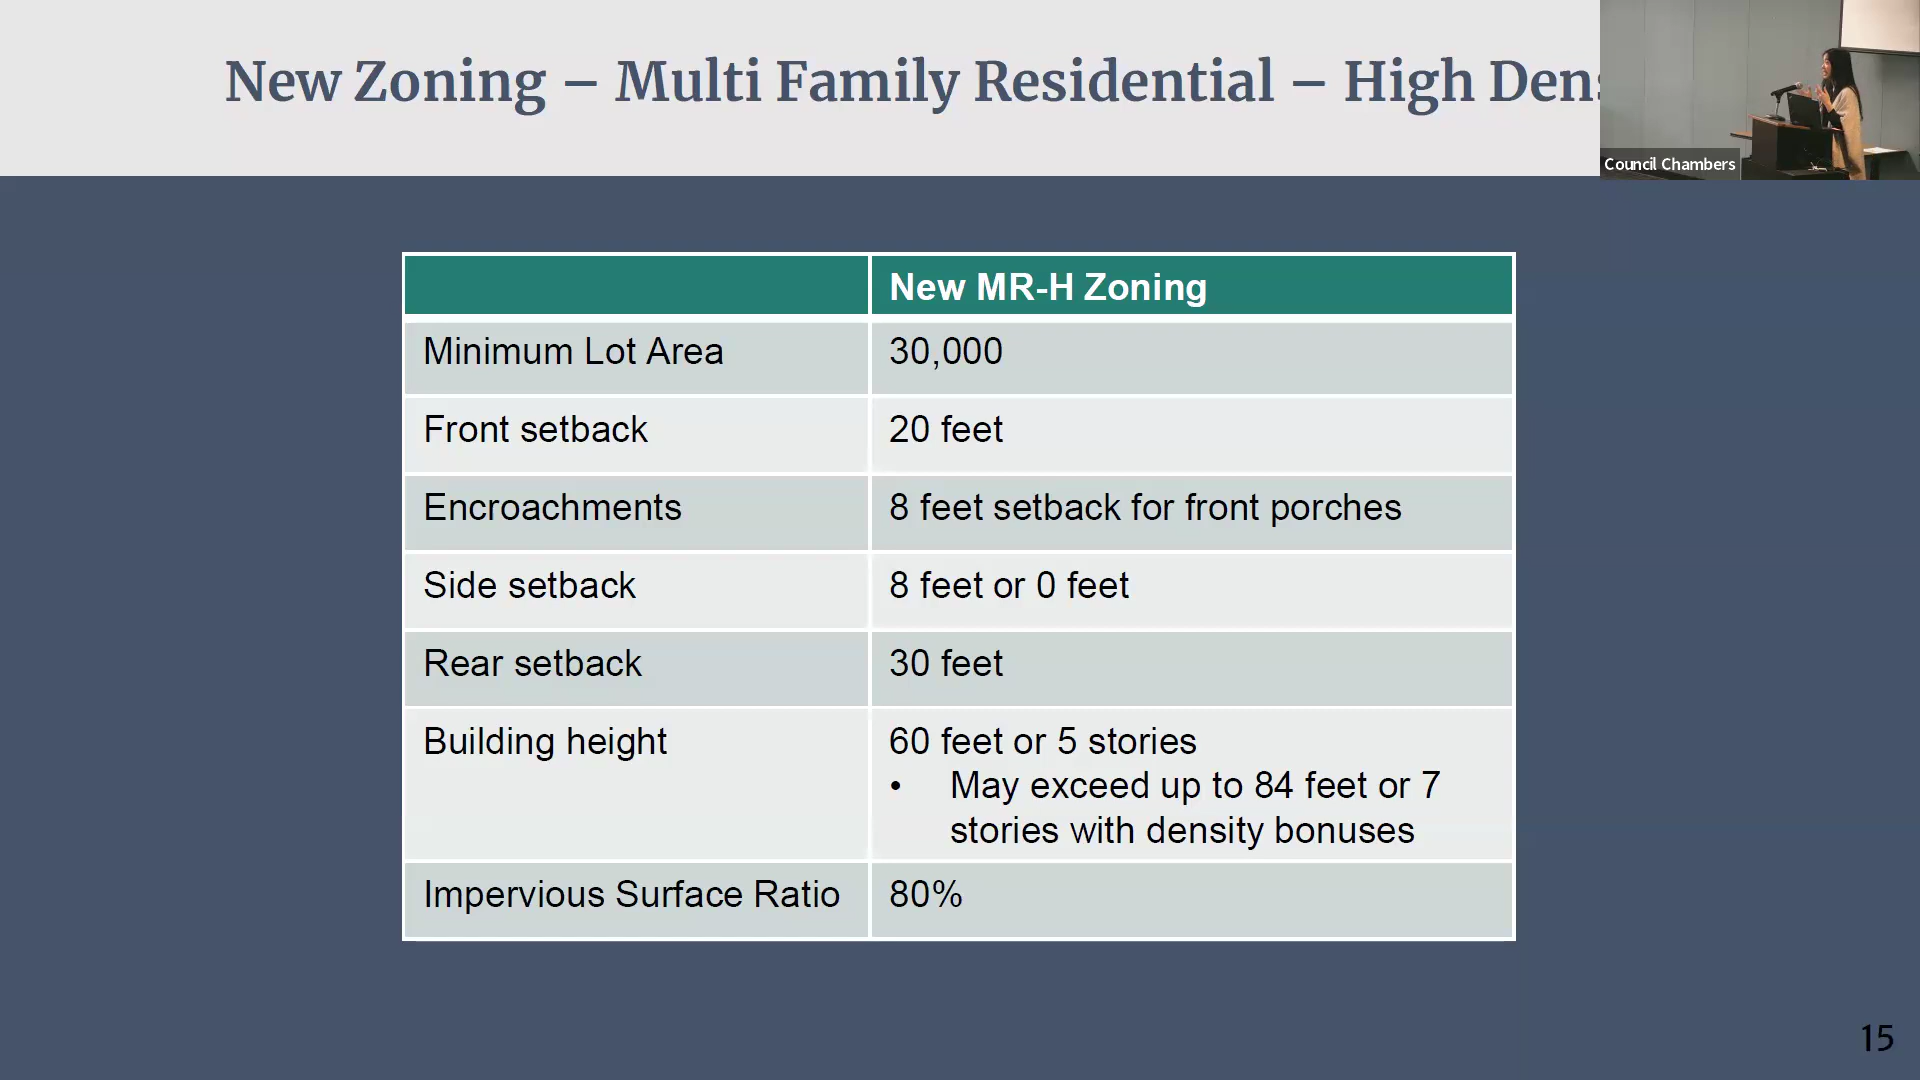 New Zoning – Multi Family Residential – High Dens
Council Chambers
New MR-H Zoning
Minimum Lot Area 30,000
Front setback 20 feet
Encroachments 8 feet setback for front porches
Side setback 8 feet or 0 feet
Rear setback 30 feet
Building height 60 feet or 5 stories
• May exceed up to 84 feet or 7
stories with density bonuses
Impervious Surface Ratio 80%
15